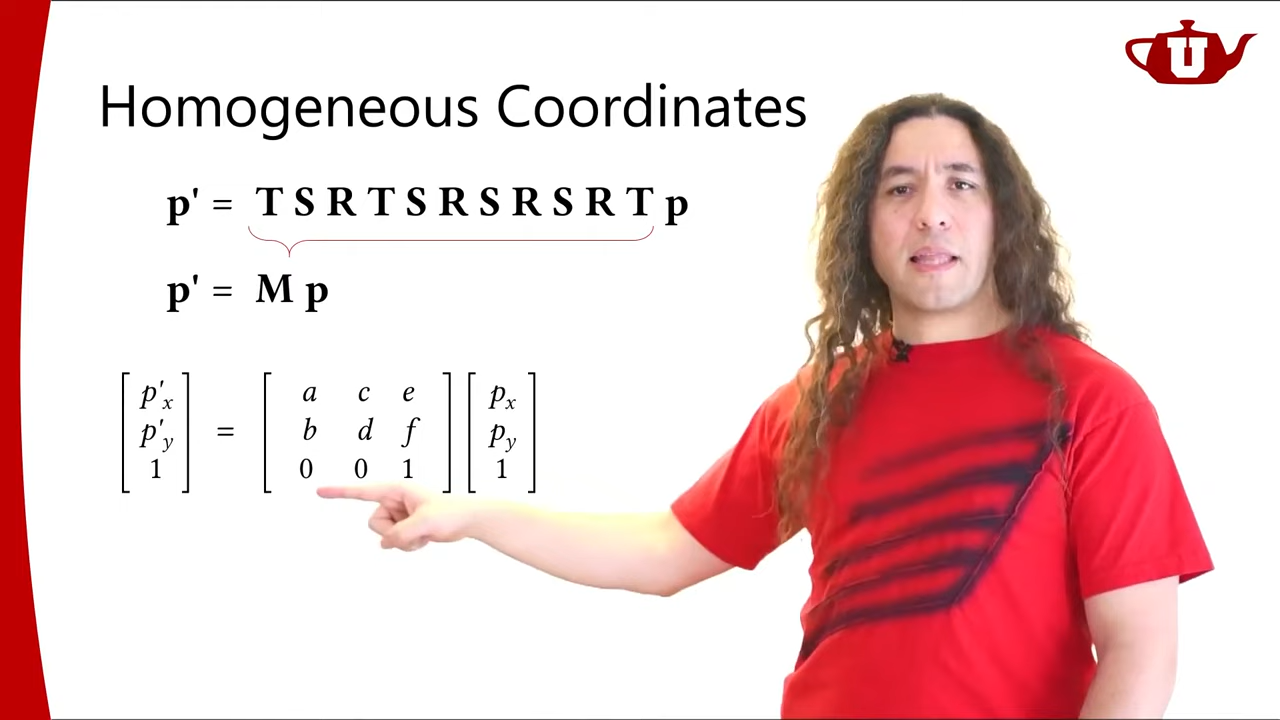 U
Homogeneous Coordinates
p' = T S R T S R S R S R T p
p' = M p
p'x a c e px
p'y = b d f py
1 0 0 1 1